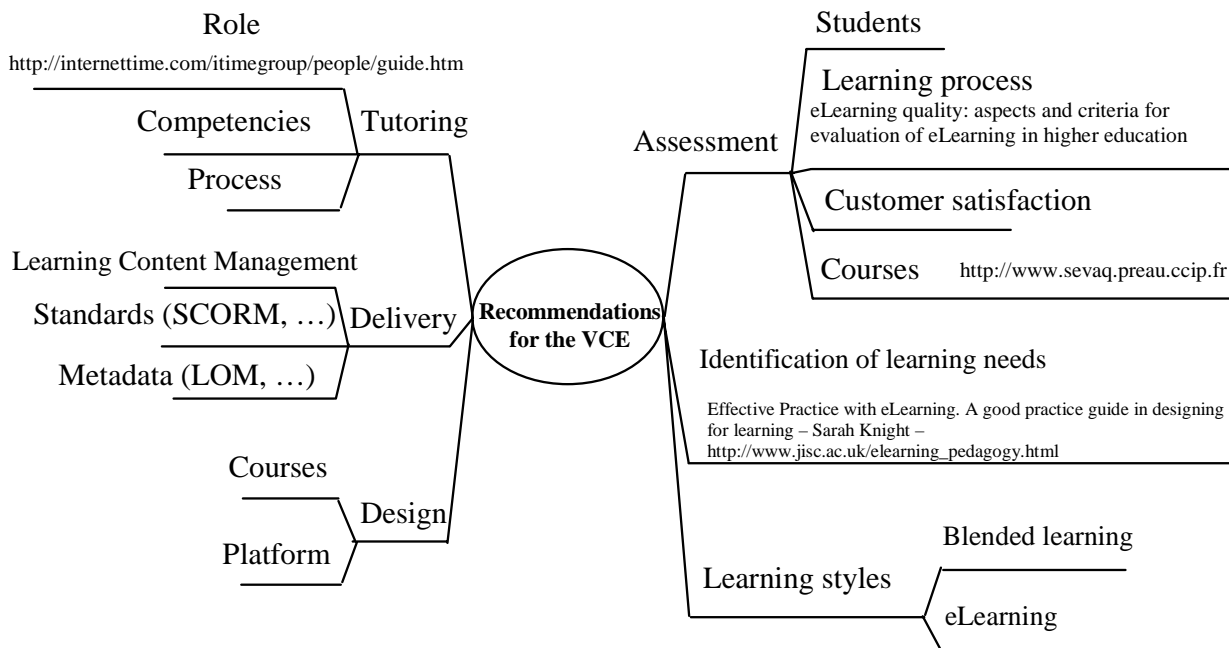 Role
http://internettime.com/itimegroup/people/guide.htm
Competencies
Tutoring
Process
Learning Content Management
Standards (SCORM, …)
Delivery
Metadata (LOM, …)
Courses
Design
Platform
Recommendations
for the VCE
Students
Learning process
eLearning quality: aspects and criteria for
evaluation of eLearning in higher education
Assessment
Customer satisfaction
Courses http://www.sevaq.preau.ccip.fr
Identification of learning needs
Effective Practice with eLearning. A good practice guide in designing
for learning – Sarah Knight –
http://www.jisc.ac.uk/elearning_pedagogy.html
Blended learning
Learning styles
eLearning